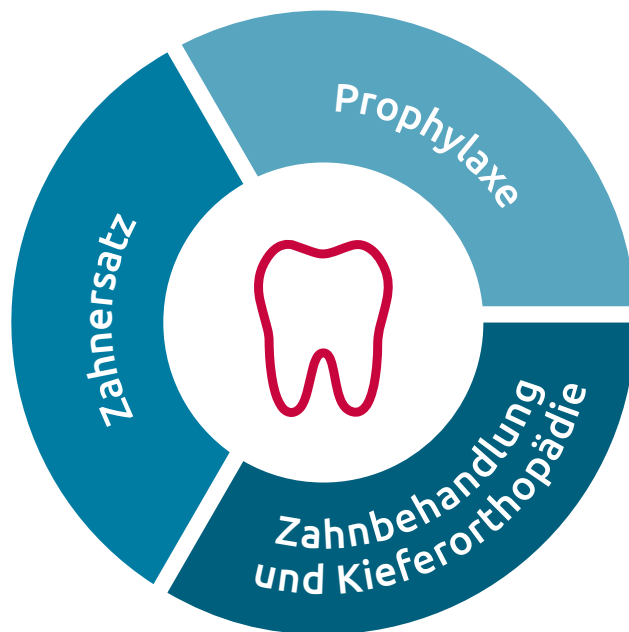 Prophylaxe
Zahnersatz
Zahnbehandlung
und Kieferorthopädie